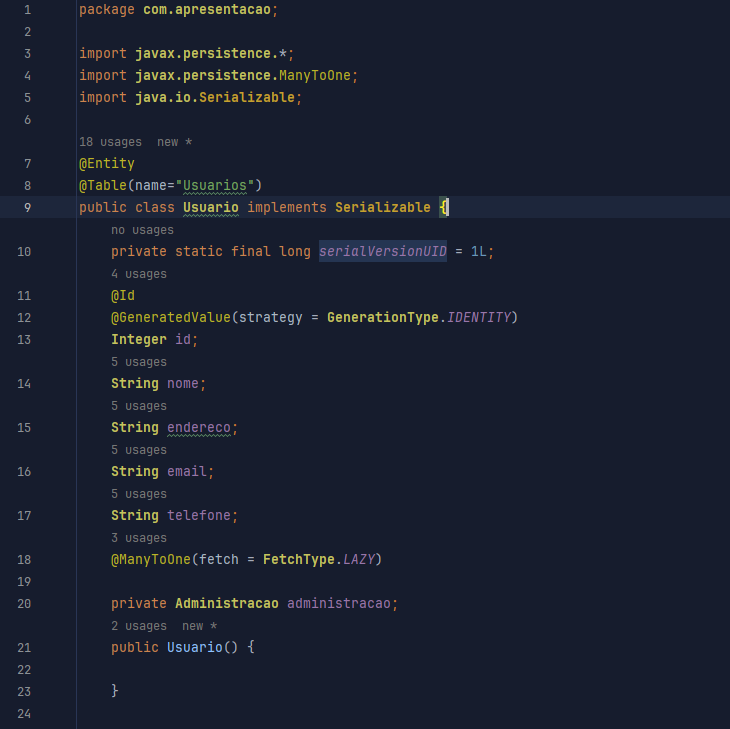 1 package com.apresentacao;
2
3 import javax.persistence.*;
4 import javax.persistence.ManyToOne;
5 import java.io.Serializable;
6
18 usages new *
7 @Entity
8 @Table(name="Usuarios")
9 public class Usuario implements Serializable {
no usages
10 private static final long serialVersionUID = 1L;
4 usages
11 @Id
12 @GeneratedValue(strategy = GenerationType.IDENTITY)
13 Integer id;
5 usages
14 String nome;
5 usages
15 String endereco;
5 usages
16 String email;
5 usages
17 String telefone;
3 usages
18 @ManyToOne(fetch = FetchType.LAZY)
19
20 private Administracao administracao;
2 usages new *
21 public Usuario() {
22
23 }
24